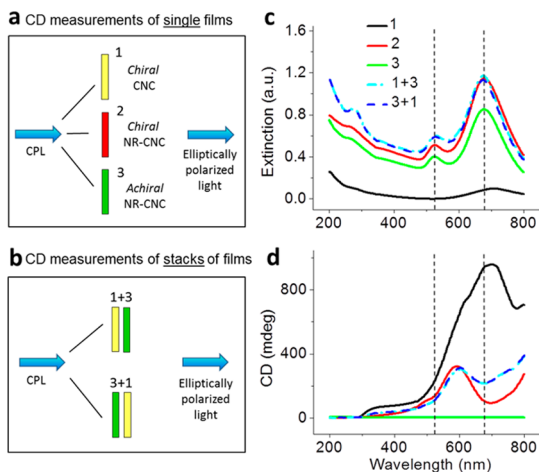 a CD measurements of single films
1
Chiral
CNC
2
Chiral
NR-CNC
3
Achiral
NR-CNC
CPL
Elliptically
polarized
light
b CD measurements of stacks of films
1+3
3+1
CPL
Elliptically
polarized
light
c
1
2
3
1+3
3+1
Extinction (a.u.)
1.6
1.2
0.8
0.4
0.0
200 400 600 800
d
CD (mdeg)
800
400
0
200 400 600 800
Wavelength (nm)